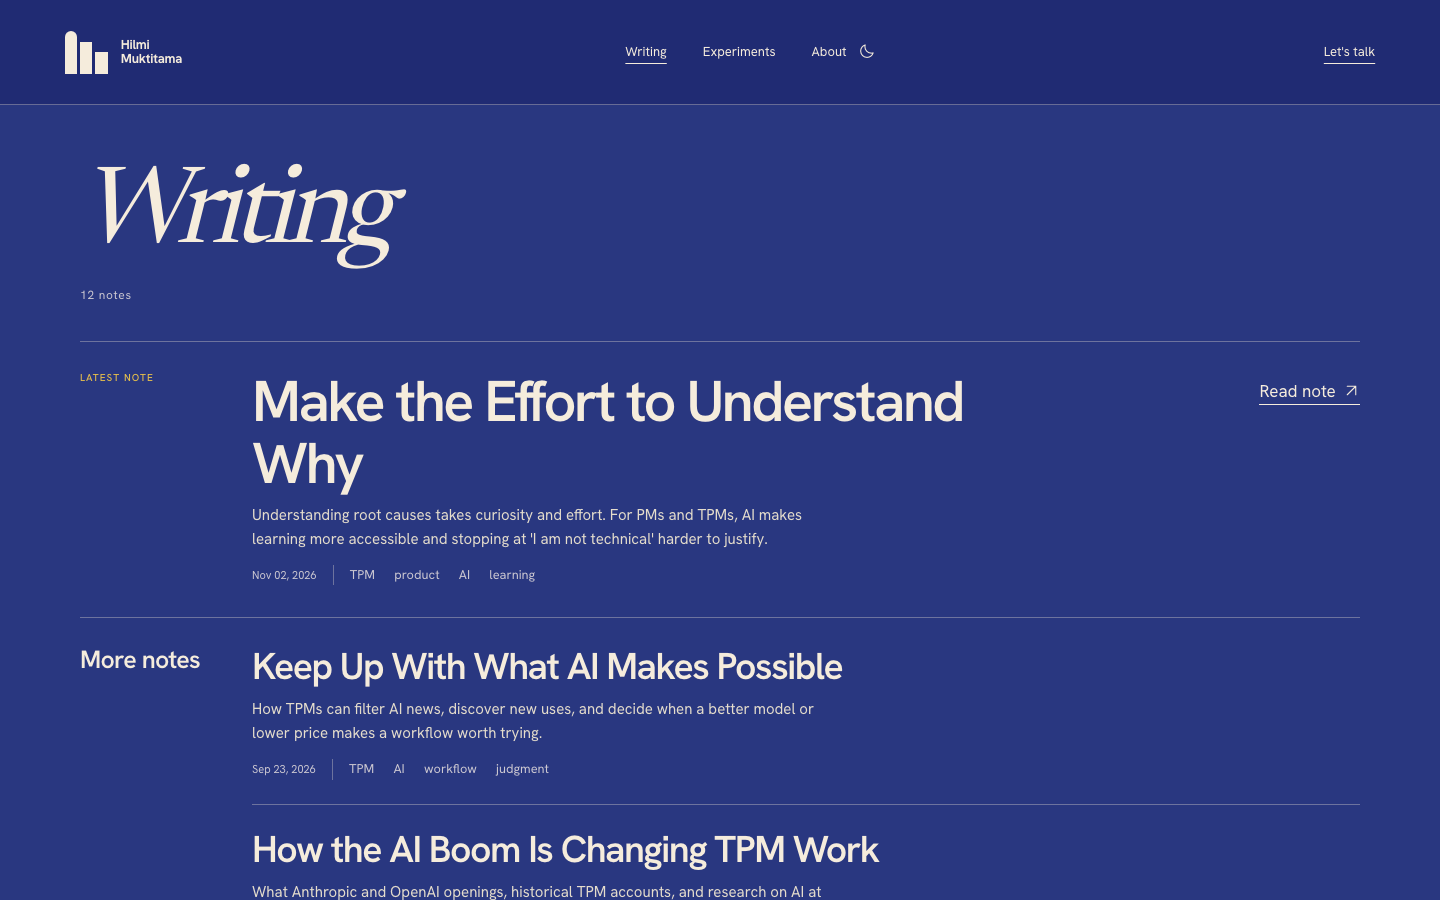 Hilmi
Muktitama
Writing
Experiments
About
Let's talk
Writing
12 notes
LATEST NOTE
Make the Effort to Understand
Why
Read note
Understanding root causes takes curiosity and effort. For PMs and TPMs, AI makes
learning more accessible and stopping at 'I am not technical' harder to justify.
Nov 02, 2026 TPM product AI learning
More notes
Keep Up With What AI Makes Possible
How TPMs can filter AI news, discover new uses, and decide when a better model or
lower price makes a workflow worth trying.
Sep 23, 2026 TPM AI workflow judgment
How the AI Boom Is Changing TPM Work
What Anthropic and OpenAI openings, historical TPM accounts, and research on AI at